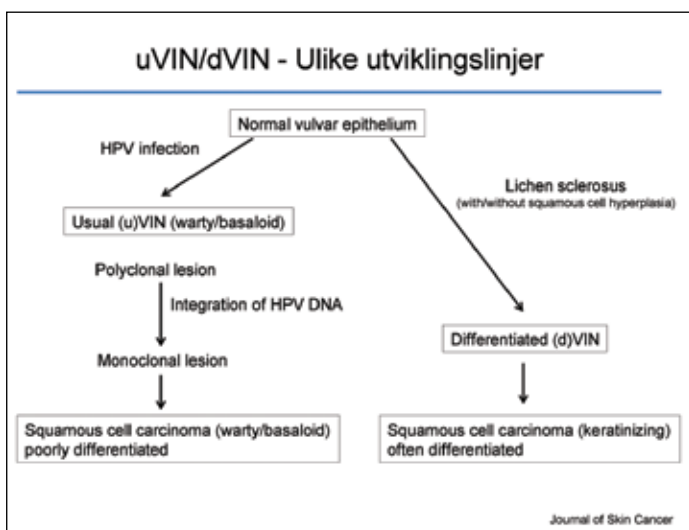 uVIN/dVIN - Ulike utviklingslinjer
Normal vulvar epithelium
HPV infection
Usual (u)VIN (warty/basaloid)
Polyclonal lesion
Integration of HPV DNA
Monoclonal lesion
Squamous cell carcinoma (warty/basaloid)
poorly differentiated
Lichen sclerosus
(with/without squamous cell hyperplasia)
Differentiated (d)VIN
Squamous cell carcinoma (keratinizing)
often differentiated
Journal of Skin Cancer